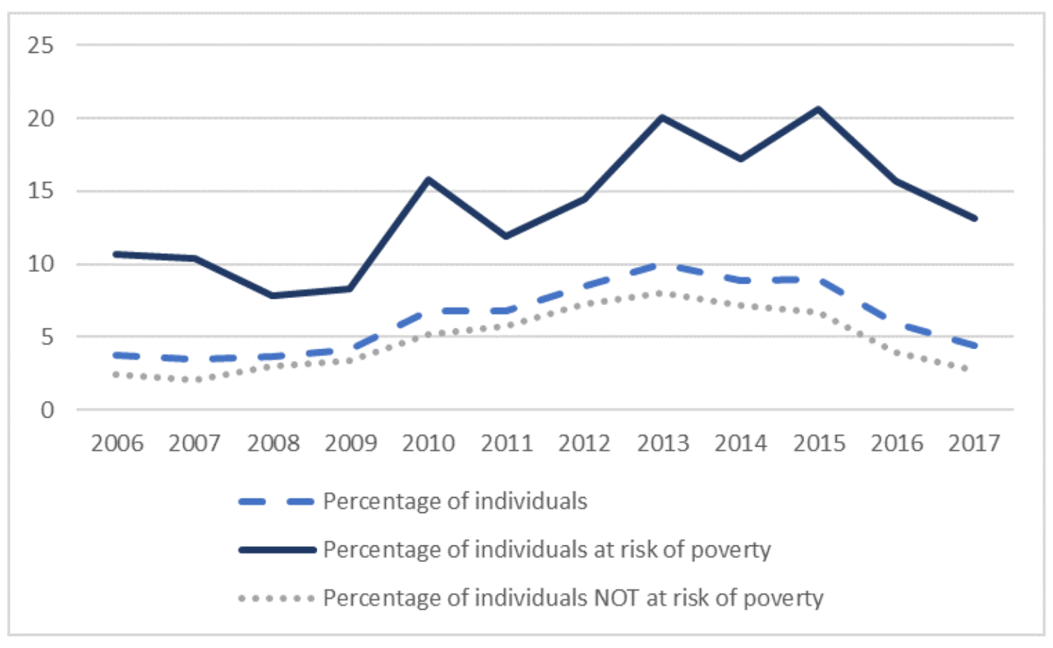 25
20
15
10
5
0
2006 2007 2008 2009 2010 2011 2012 2013 2014 2015 2016 2017
Percentage of individuals
Percentage of individuals at risk of poverty
Percentage of individuals NOT at risk of poverty